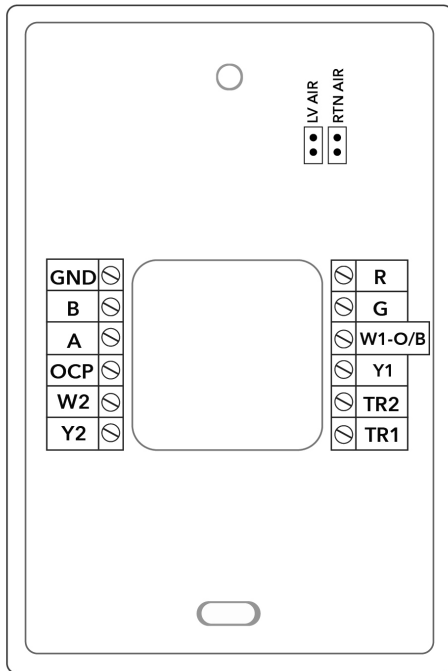 LV AIR
RTN AIR
GND
B
A
OCP
W2
Y2
R
G
W1-O/B
Y1
TR2
TR1